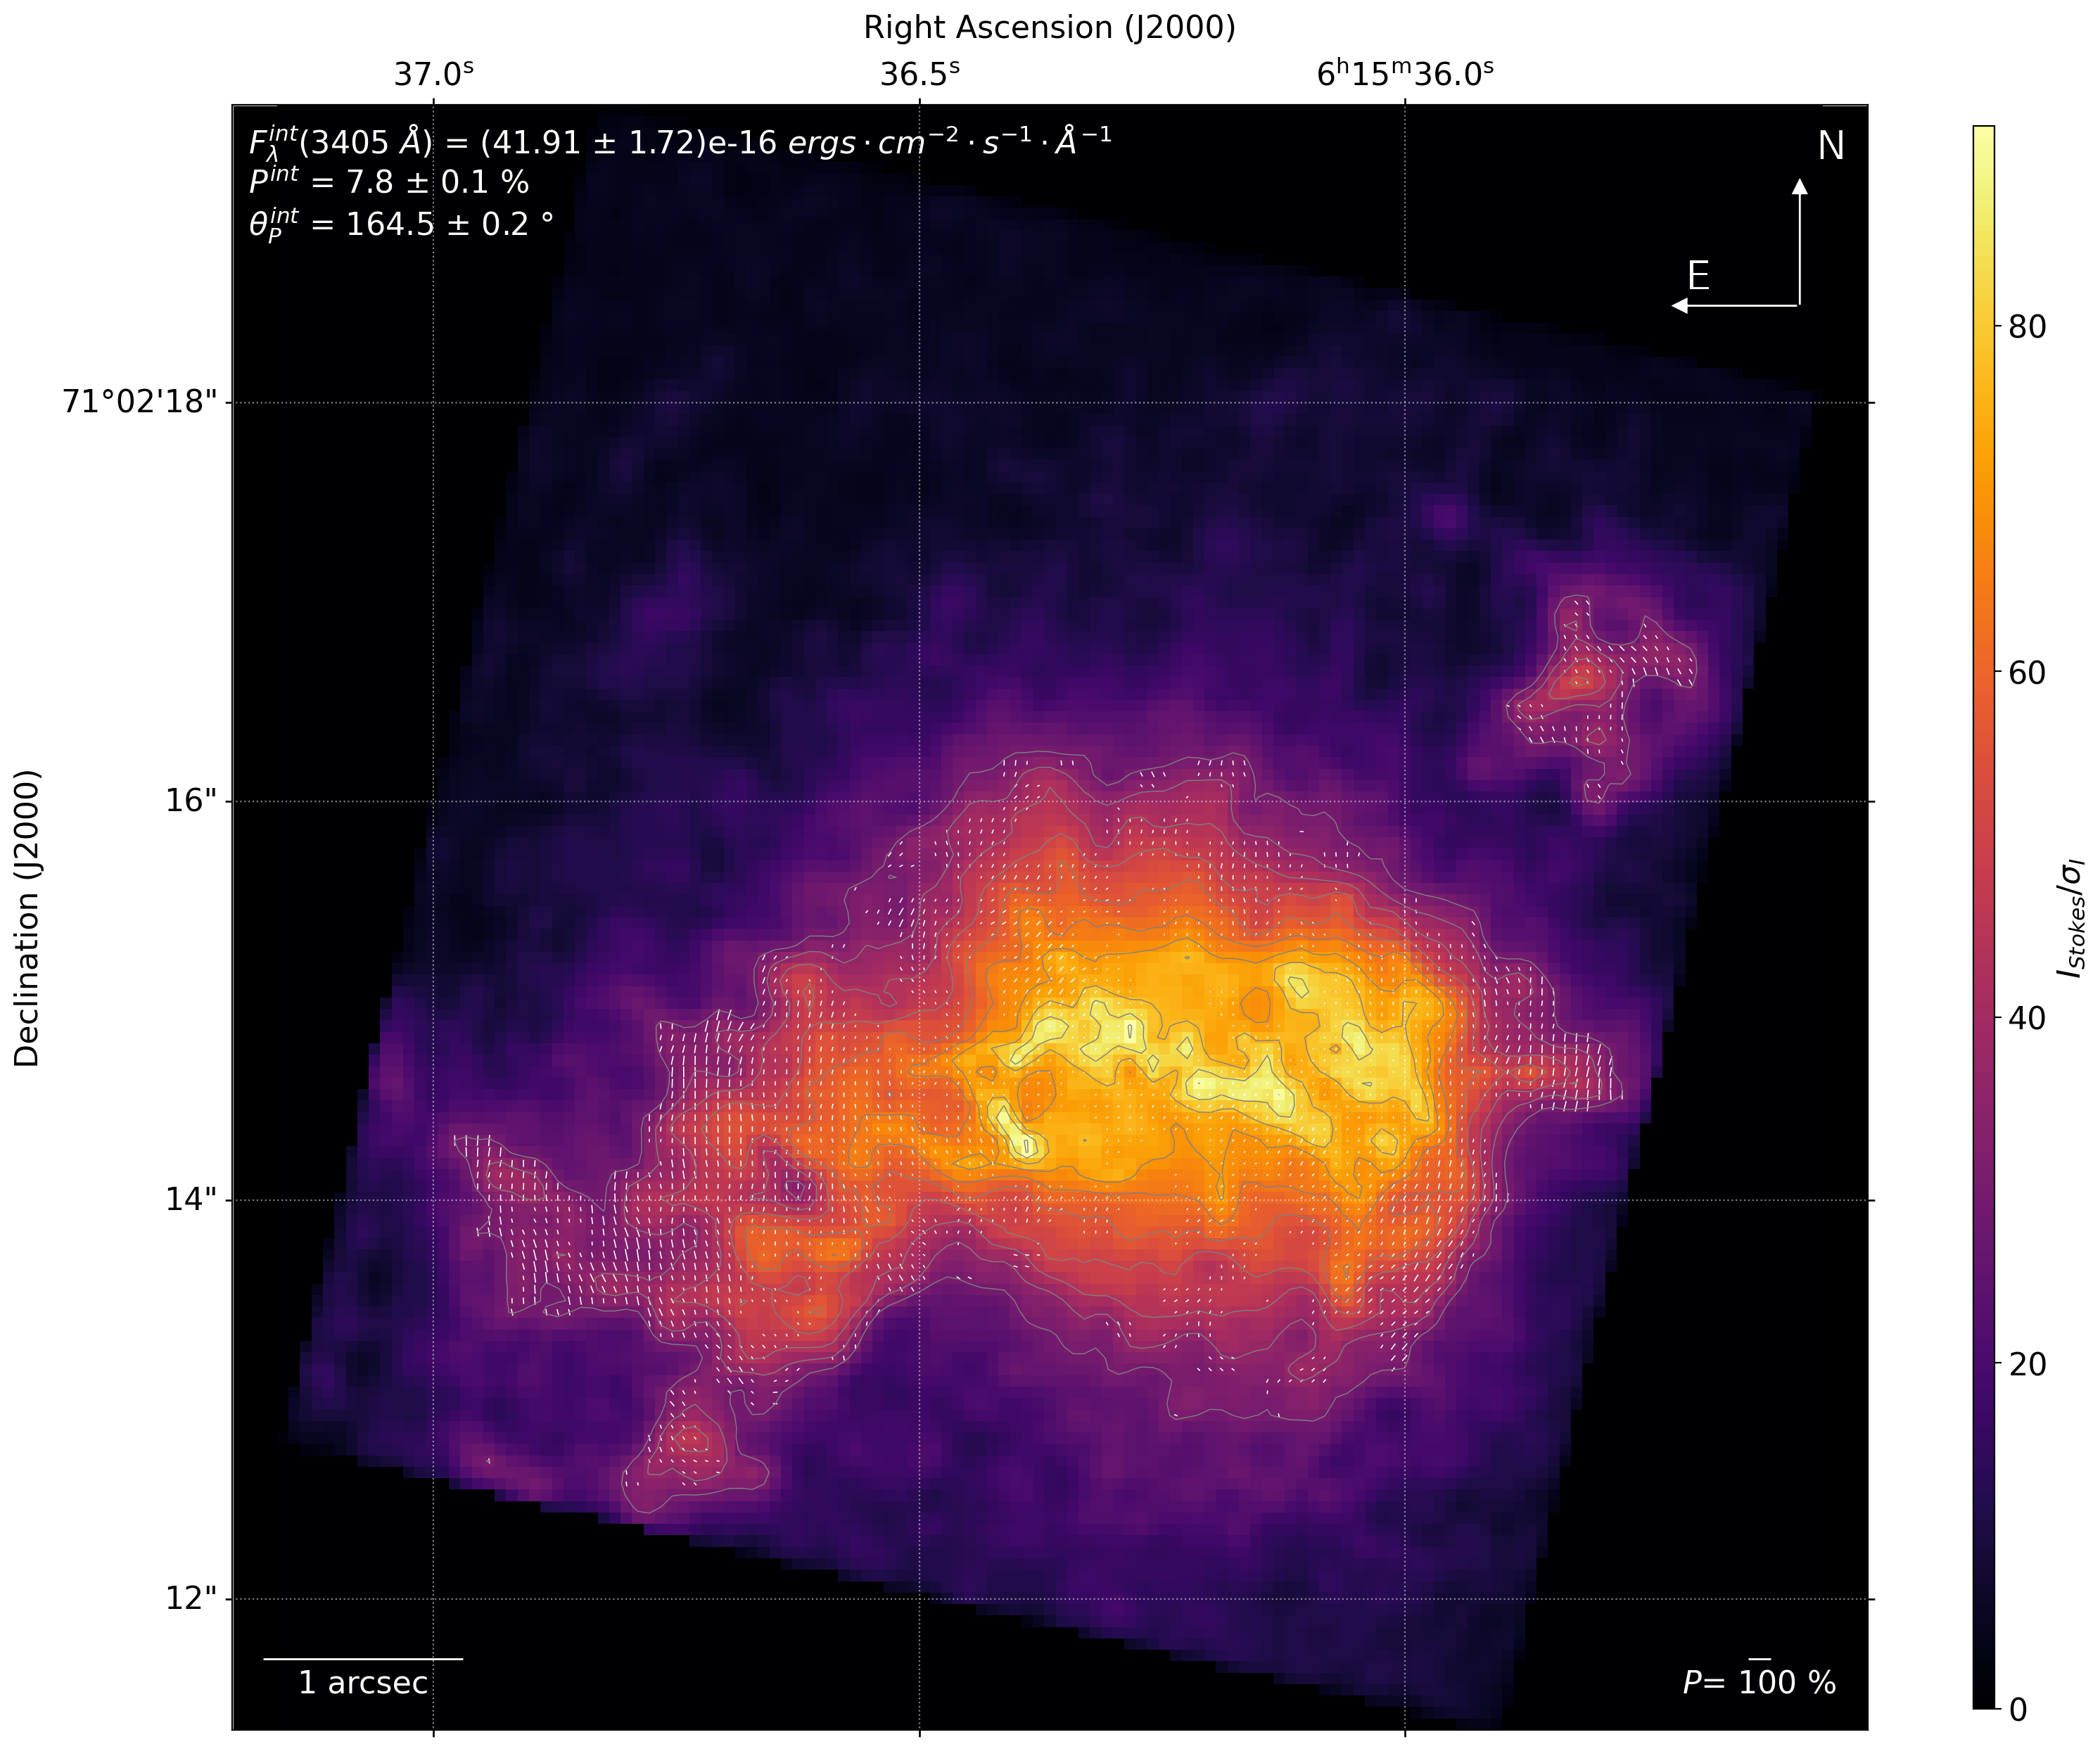 Right Ascension (J2000)
37.0ˢ 36.5ˢ 6ʰ15ᵐ36.0ˢ
F_λ^int(3405 Å) = (41.91 ± 1.72)e-16 ergs · cm⁻² · s⁻¹ · Å⁻¹
P^int = 7.8 ± 0.1 %
θ_P^int = 164.5 ± 0.2 °
N
E
Declination (J2000)
71°02'18"
16"
14"
12"
1 arcsec
P= 100 %
80
60
40
20
0
I_Stokes/σ_I